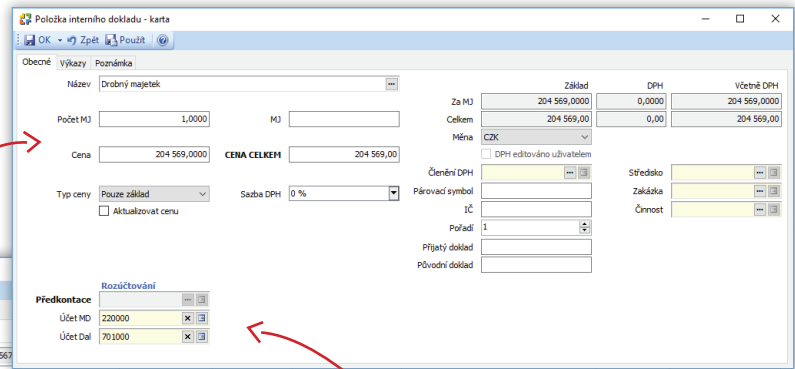 Položka interního dokladu - karta
OK Zpět Použít
Obecné Výkazy Poznámka
Název Drobný majetek
Základ DPH Včetně DPH
Za MJ 204 569,0000 0,0000 204 569,0000
Počet MJ 1,0000 MJ
Celkem 204 569,00 0,00 204 569,00
Měna CZK
Cena 204 569,0000 CENA CELKEM 204 569,00
DPH editováno uživatelem
Členění DPH Středisko
Typ ceny Pouze základ Sazba DPH 0 %
Párovací symbol Zakázka
Aktualizovat cenu
IČ Činnost
Pořadí 1
Přijatý doklad
Původní doklad
Rozúčtování
Předkontace
Účet MD 220000
Účet Dal 701000
567